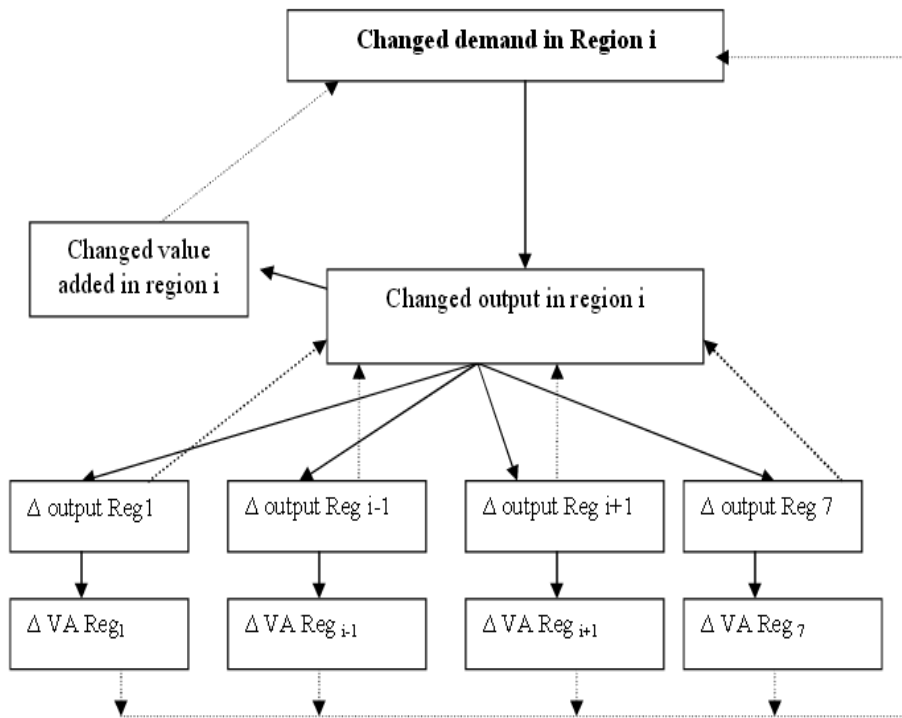 Changed demand in Region i
Changed value
added in region i
Changed output in region i
Δ output Reg1
Δ output Reg i-1
Δ output Reg i+1
Δ output Reg 7
Δ VA Reg1
Δ VA Reg i-1
Δ VA Reg i+1
Δ VA Reg 7